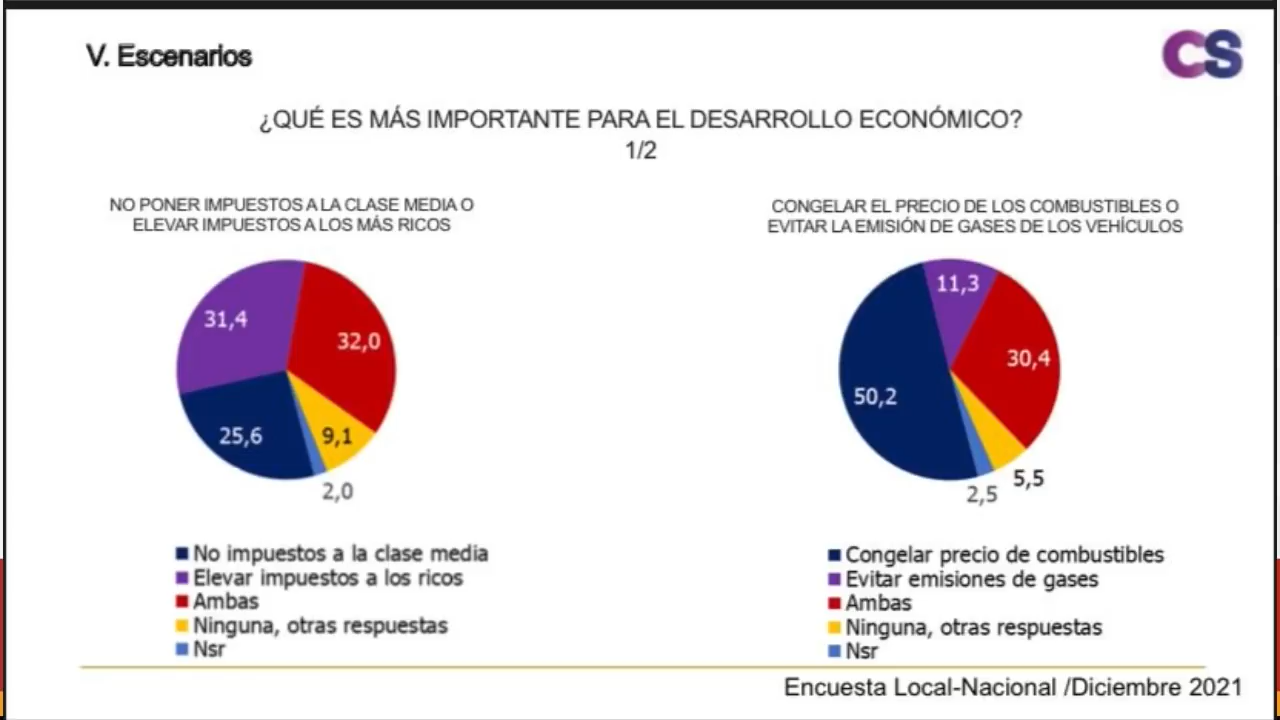 V. Escenarios
CS
¿QUÉ ES MÁS IMPORTANTE PARA EL DESARROLLO ECONÓMICO?
1/2
NO PONER IMPUESTOS A LA CLASE MEDIA O
ELEVAR IMPUESTOS A LOS MÁS RICOS
31,4
32,0
25,6
9,1
2,0
No impuestos a la clase media
Elevar impuestos a los ricos
Ambas
Ninguna, otras respuestas
Nsr
CONGELAR EL PRECIO DE LOS COMBUSTIBLES O
EVITAR LA EMISIÓN DE GASES DE LOS VEHÍCULOS
11,3
30,4
50,2
5,5
2,5
Congelar precio de combustibles
Evitar emisiones de gases
Ambas
Ninguna, otras respuestas
Nsr
Encuesta Local-Nacional /Diciembre 2021